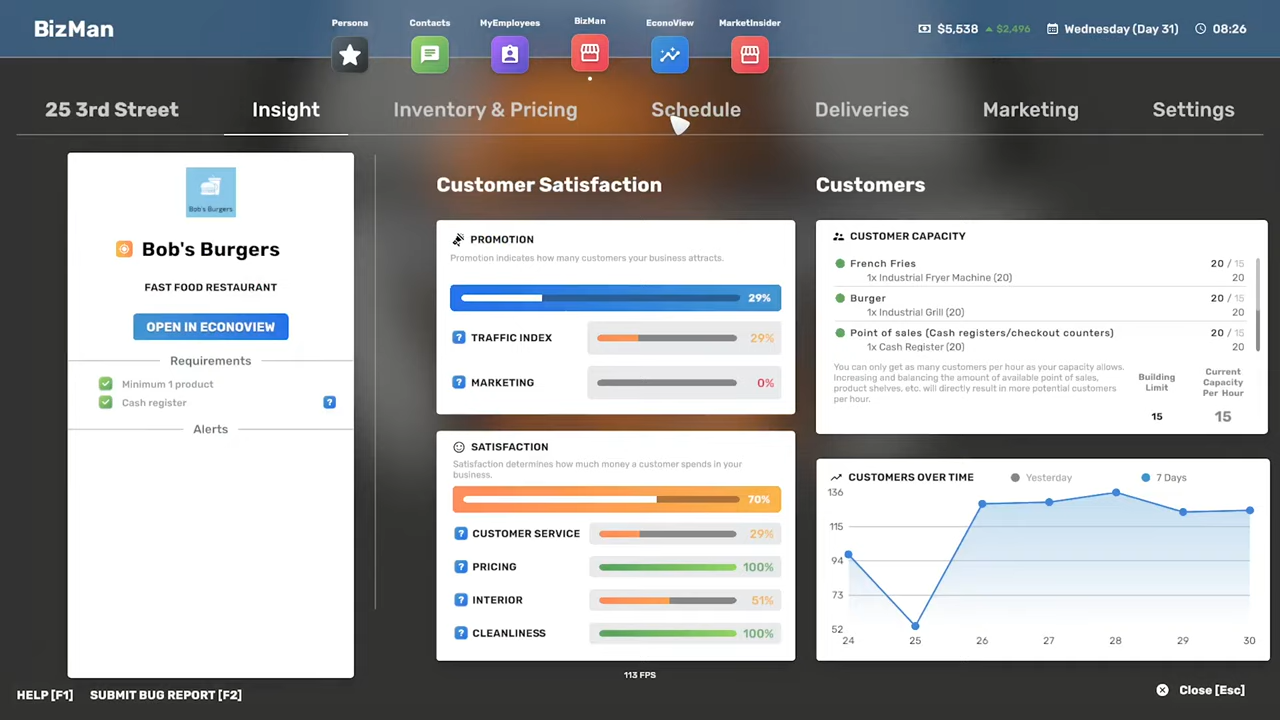 BizMan
Persona
Contacts
MyEmployees
BizMan
EconoView
MarketInsider
$5,538
$2,496
Wednesday (Day 31)
08:26
25 3rd Street
Insight
Inventory & Pricing
Schedule
Deliveries
Marketing
Settings
Bob's Burgers
Bob's Burgers
FAST FOOD RESTAURANT
OPEN IN ECONOVIEW
Requirements
Minimum 1 product
Cash register
?
Alerts
Customer Satisfaction
PROMOTION
Promotion indicates how many customers your business attracts.
29%
? TRAFFIC INDEX 29%
? MARKETING 0%
SATISFACTION
Satisfaction determines how much money a customer spends in your
business.
70%
? CUSTOMER SERVICE 29%
? PRICING 100%
? INTERIOR 51%
? CLEANLINESS 100%
Customers
CUSTOMER CAPACITY
French Fries 20 / 15
1x Industrial Fryer Machine (20) 20
Burger 20 / 15
1x Industrial Grill (20) 20
Point of sales (Cash registers/checkout counters) 20 / 15
1x Cash Register (20) 20
You can only get as many customers per hour as your capacity allows.
Increasing and balancing the amount of available point of sales,
product shelves, etc. will directly result in more potential customers
per hour.
Building
Limit
15
Current
Capacity
Per Hour
15
CUSTOMERS OVER TIME
Yesterday
7 Days
136
115
94
73
52
24 25 26 27 28 29 30
113 FPS
HELP [F1]
SUBMIT BUG REPORT [F2]
Close [Esc]